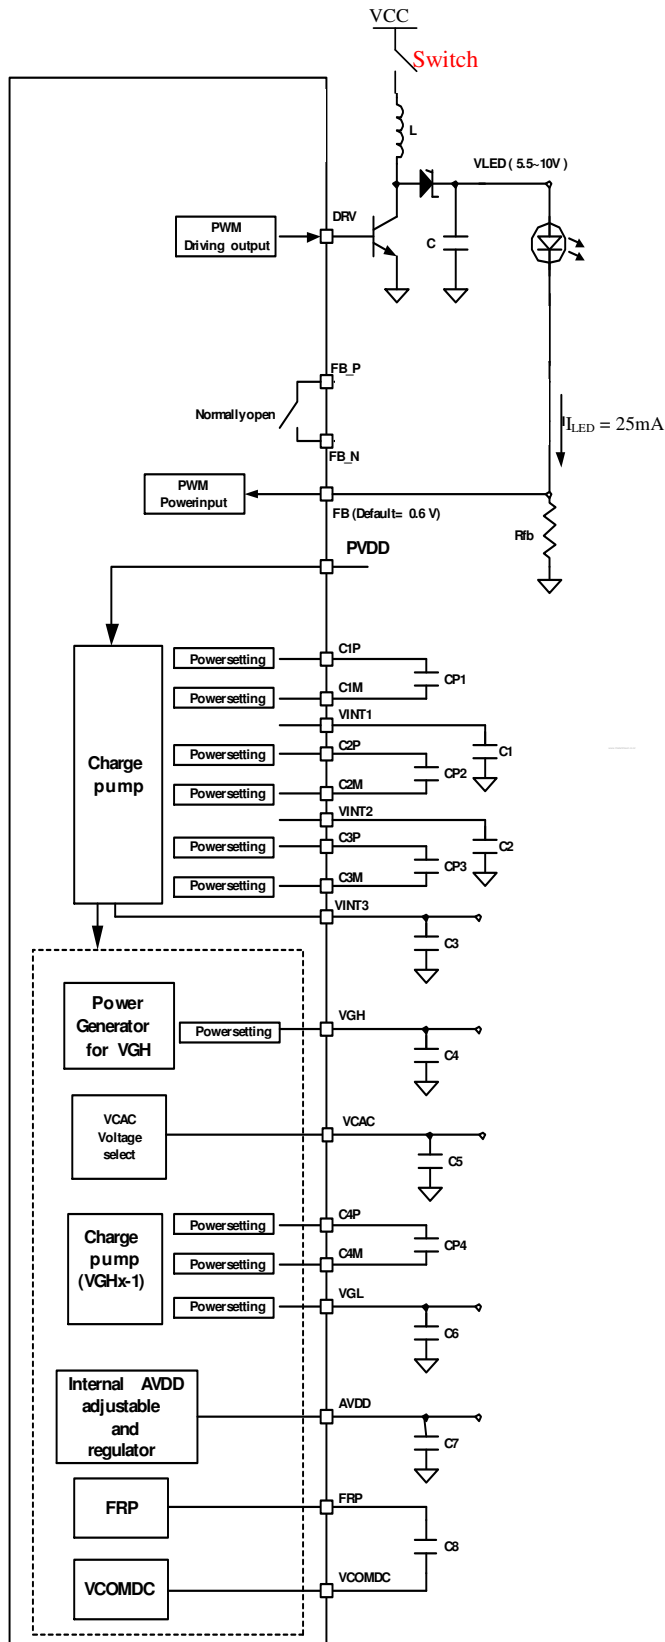 VCC
Switch
L
VLED ( 5.5~10V )
DRV
PWM
Driving output
C
FB_P
Normallyopen
FB_N
I_LED = 25mA
PWM
Powerinput
FB (Default= 0.6 V)
Rfb
PVDD
Charge
pump
Powersetting
C1P
CP1
Powersetting
C1M
VINT1
C1
Powersetting
C2P
CP2
Powersetting
C2M
VINT2
C2
Powersetting
C3P
CP3
Powersetting
C3M
VINT3
C3
Power
Generator
for VGH
Powersetting
VGH
C4
VCAC
Voltage
select
VCAC
C5
Charge
pump
(VGHx-1)
Powersetting
C4P
CP4
Powersetting
C4M
Powersetting
VGL
C6
Internal AVDD
adjustable
and
regulator
AVDD
C7
FRP
FRP
C8
VCOMDC
VCOMDC